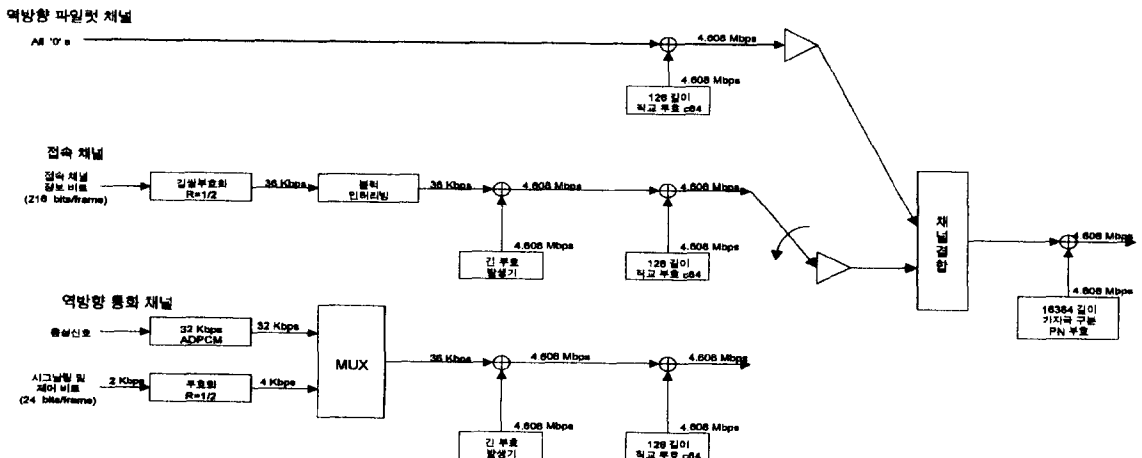 역방향 파일럿 채널
All '0' s
4.608 Mbps
4.608 Mbps
128 길이
직교 부호 c64
접속 채널
접속 채널
정보 비트
(216 bits/frame)
길쌈부호화
R=1/2
36 Kbps
블럭
인터리빙
36 Kbps
4.608 Mbps
4.608 Mbps
4.608 Mbps
긴 부호
발생기
4.608 Mbps
128 길이
직교 부호 c64
채널결합
4.608 Mbps
4.608 Mbps
16384 길이
기지국 구분
PN 부호
역방향 통화 채널
음성신호
32 Kbps
ADPCM
32 Kbps
시그날링 및
제어 비트
(24 bits/frame)
2 Kbps
부호화
R=1/2
4 Kbps
MUX
36 Kbps
4.608 Mbps
4.608 Mbps
4.608 Mbps
긴 부호
발생기
4.608 Mbps
128 길이
직교 부호 c64